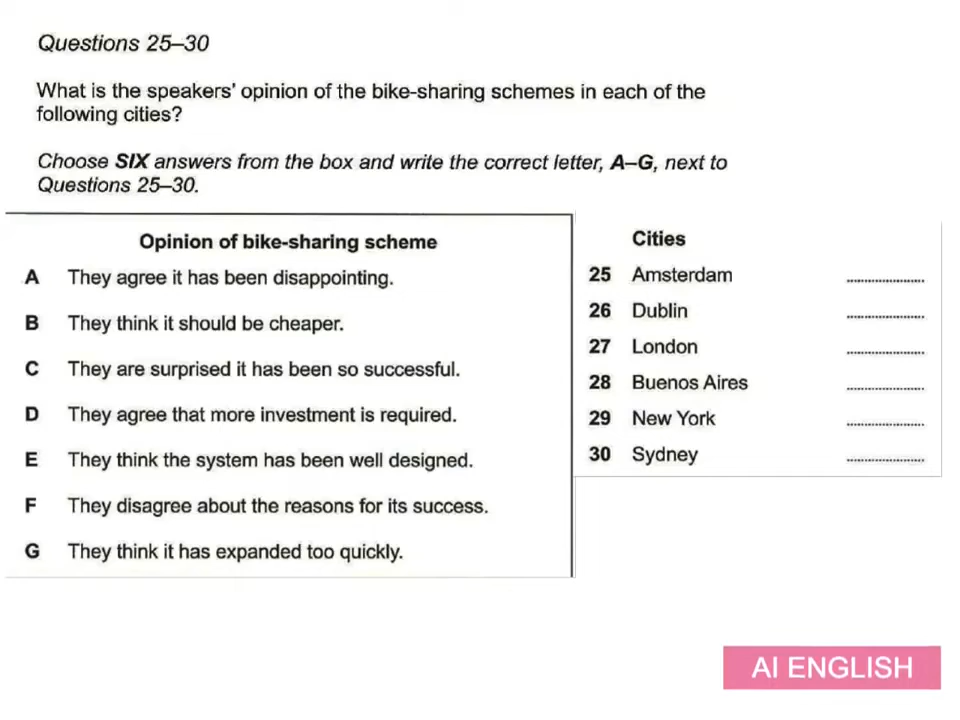 Questions 25–30
What is the speakers' opinion of the bike-sharing schemes in each of the
following cities?
Choose SIX answers from the box and write the correct letter, A–G, next to
Questions 25–30.
Opinion of bike-sharing scheme
A They agree it has been disappointing.
B They think it should be cheaper.
C They are surprised it has been so successful.
D They agree that more investment is required.
E They think the system has been well designed.
F They disagree about the reasons for its success.
G They think it has expanded too quickly.
Cities
25 Amsterdam ........................
26 Dublin ........................
27 London ........................
28 Buenos Aires ........................
29 New York ........................
30 Sydney ........................
AI ENGLISH